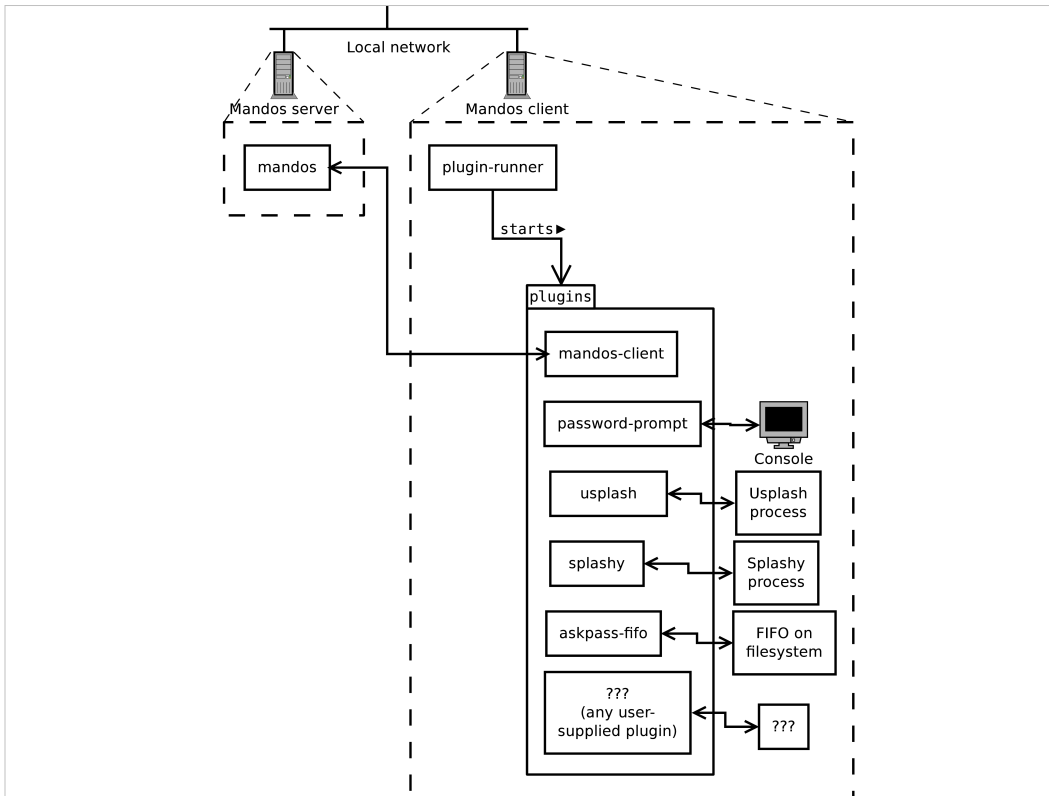 Local network
Mandos server
Mandos client
mandos
plugin-runner
starts►
plugins
mandos-client
password-prompt
Console
usplash
Usplash
process
splashy
Splashy
process
askpass-fifo
FIFO on
filesystem
???
(any user-
supplied plugin)
???